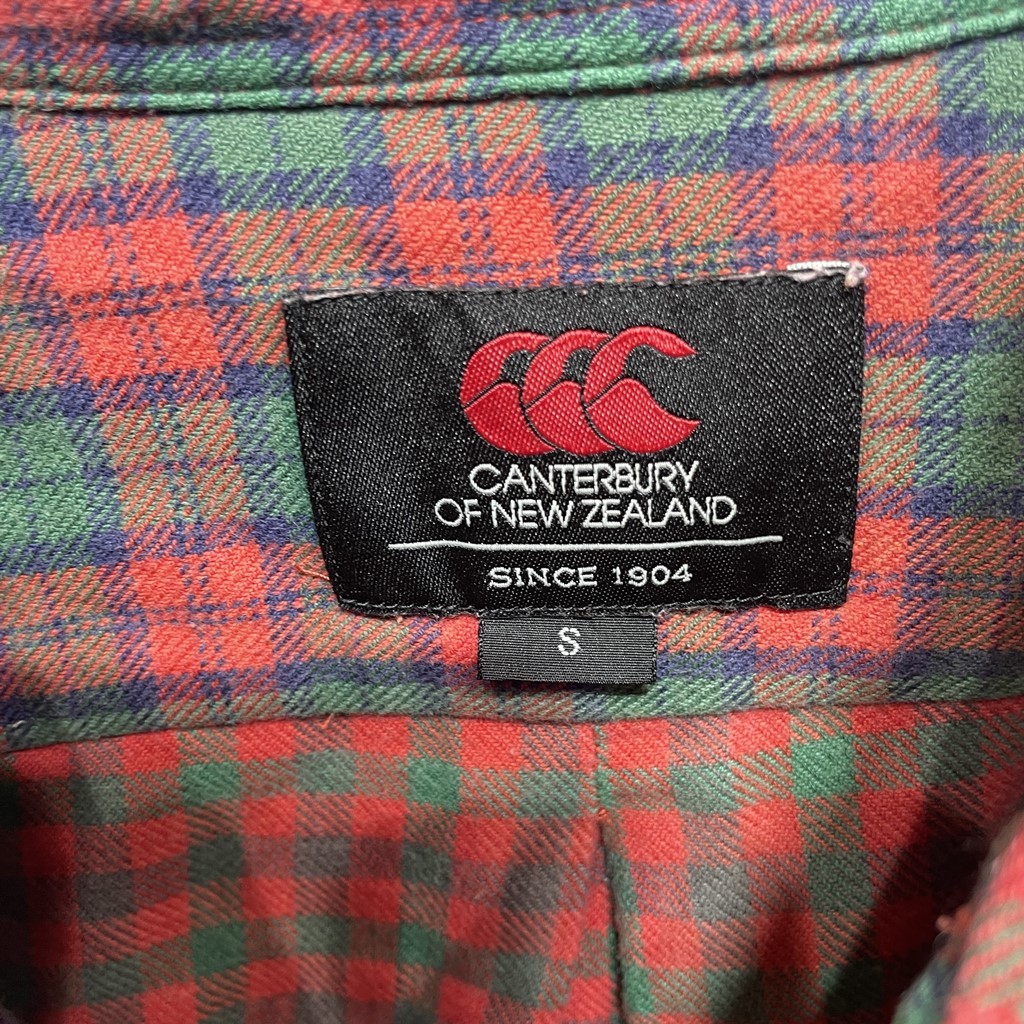 CANTERBURY
OF NEW ZEALAND
SINCE 1904
S